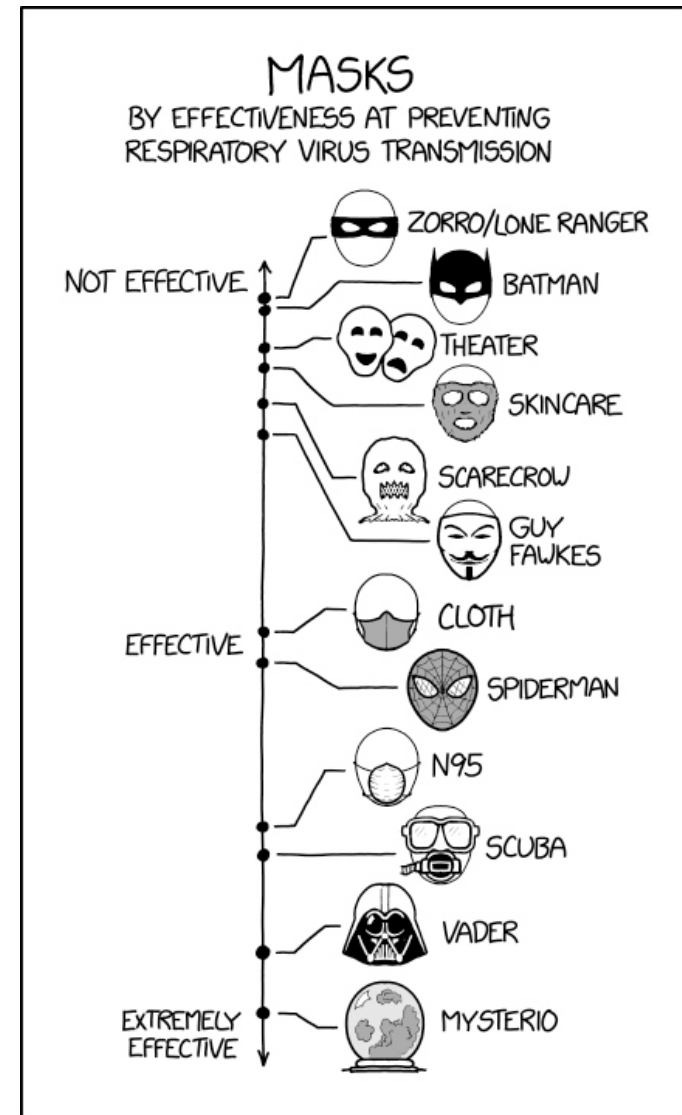 MASKS
BY EFFECTIVENESS AT PREVENTING
RESPIRATORY VIRUS TRANSMISSION
ZORRO/LONE RANGER
NOT EFFECTIVE
BATMAN
THEATER
SKINCARE
SCARECROW
GUY
FAWKES
CLOTH
EFFECTIVE
SPIDERMAN
N95
SCUBA
VADER
MYSTERIO
EXTREMELY
EFFECTIVE